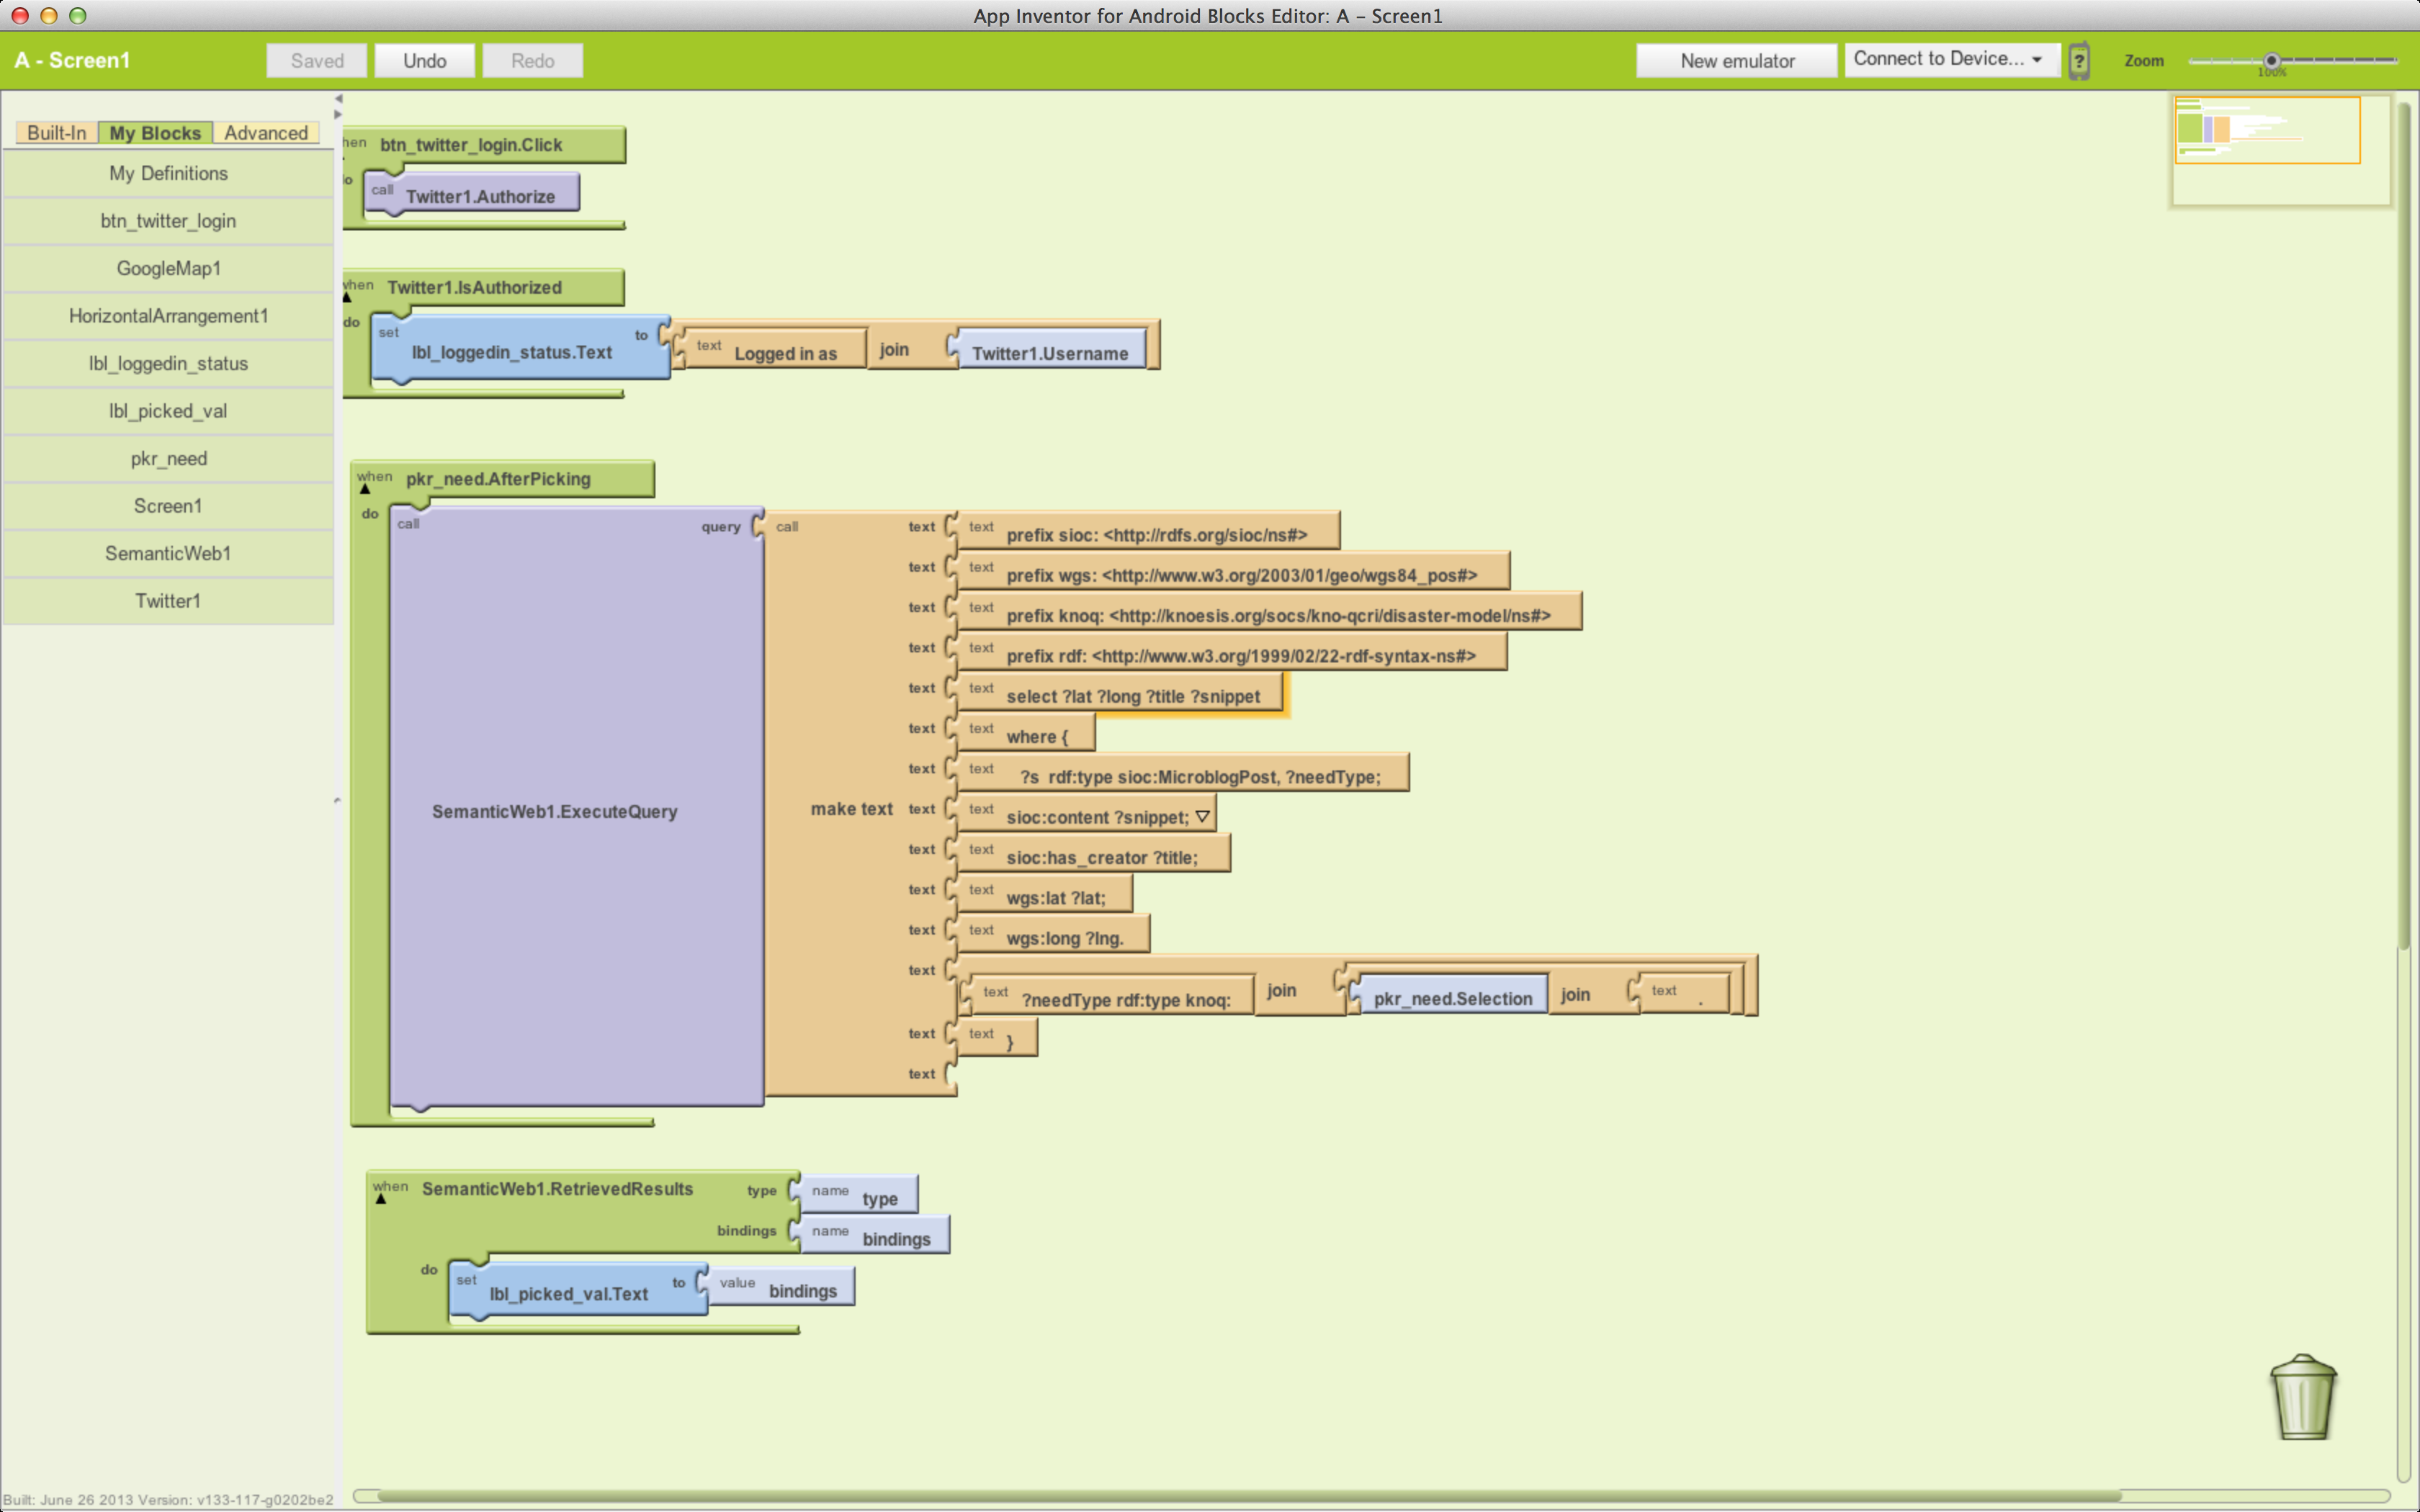 App Inventor for Android Blocks Editor: A – Screen1
A - Screen1 Saved Undo Redo New emulator Connect to Device... ? Zoom
100%
Built-In My Blocks Advanced
My Definitions
btn_twitter_login
GoogleMap1
HorizontalArrangement1
lbl_loggedin_status
lbl_picked_val
pkr_need
Screen1
SemanticWeb1
Twitter1
hen btn_twitter_login.Click
lo call Twitter1.Authorize
when Twitter1.IsAuthorized
do set lbl_loggedin_status.Text to text Logged in as join Twitter1.Username
when pkr_need.AfterPicking
do call SemanticWeb1.ExecuteQuery query call make text
text text prefix sioc: <http://rdfs.org/sioc/ns#>
text text prefix wgs: <http://www.w3.org/2003/01/geo/wgs84_pos#>
text text prefix knoq: <http://knoesis.org/socs/kno-qcri/disaster-model/ns#>
text text prefix rdf: <http://www.w3.org/1999/02/22-rdf-syntax-ns#>
text text select ?lat ?long ?title ?snippet
text text where {
text text ?s rdf:type sioc:MicroblogPost, ?needType;
text text sioc:content ?snippet;
text text sioc:has_creator ?title;
text text wgs:lat ?lat;
text text wgs:long ?lng.
text text ?needType rdf:type knoq: join pkr_need.Selection join text .
text text }
text
when SemanticWeb1.RetrievedResults type name type
bindings name bindings
do set lbl_picked_val.Text to value bindings
Built: June 26 2013 Version: v133-117-g0202be2